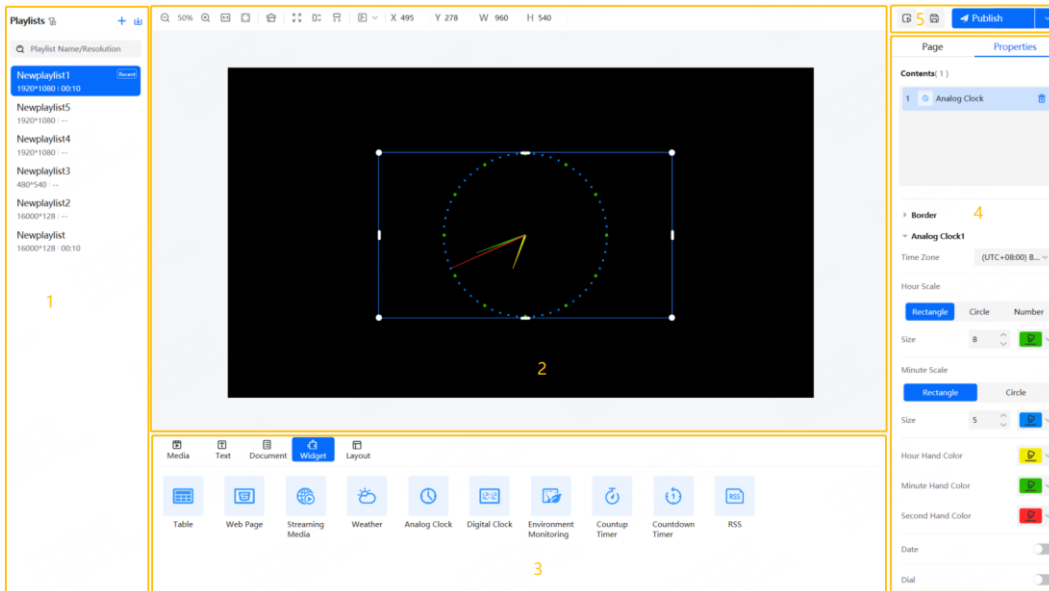 Playlists
Playlist Name/Resolution
Newplaylist1 Recent
1920*1080 | 00:10
Newplaylist5
1920*1080 | --
Newplaylist4
1920*1080 | --
Newplaylist3
480*540 | --
Newplaylist2
16000*128 | --
Newplaylist
16000*128 | 00:10
1
50% X 495 Y 278 W 960 H 540
2
Media Text Document Widget Layout
Table Web Page Streaming Media Weather Analog Clock Digital Clock Environment Monitoring Countup Timer Countdown Timer RSS
3
5 Publish
Page Properties
Contents( 1 )
1 Analog Clock
Border
4
Analog Clock1
Time Zone (UTC+08:00) B...
Hour Scale
Rectangle Circle Number
Size 8
Minute Scale
Rectangle Circle
Size 5
Hour Hand Color
Minute Hand Color
Second Hand Color
Date
Dial